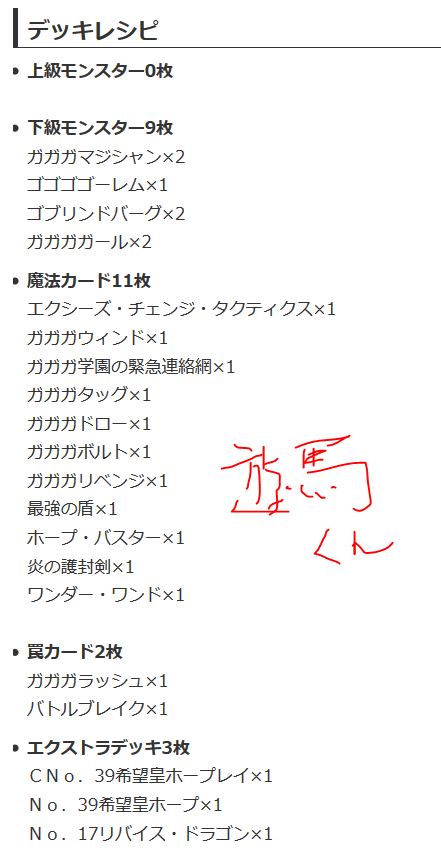 デッキレシピ
上級モンスター0枚
下級モンスター9枚
ガガガマジシャン×2
ゴゴゴゴーレム×1
ゴブリンドバーグ×2
ガガガガール×2
魔法カード11枚
エクシーズ・チェンジ・タクティクス×1
ガガガウィンド×1
ガガガ学園の緊急連絡網×1
ガガガタッグ×1
ガガガドロー×1
ガガガボルト×1
ガガガリベンジ×1
最強の盾×1
ホープ・バスター×1
炎の護封剣×1
ワンダー・ワンド×1
遊馬
くん
罠カード2枚
ガガガラッシュ×1
バトルブレイク×1
エクストラデッキ3枚
ＣＮｏ．39希望皇ホープレイ×1
Ｎｏ．39希望皇ホープ×1
Ｎｏ．17リバイス・ドラゴン×1